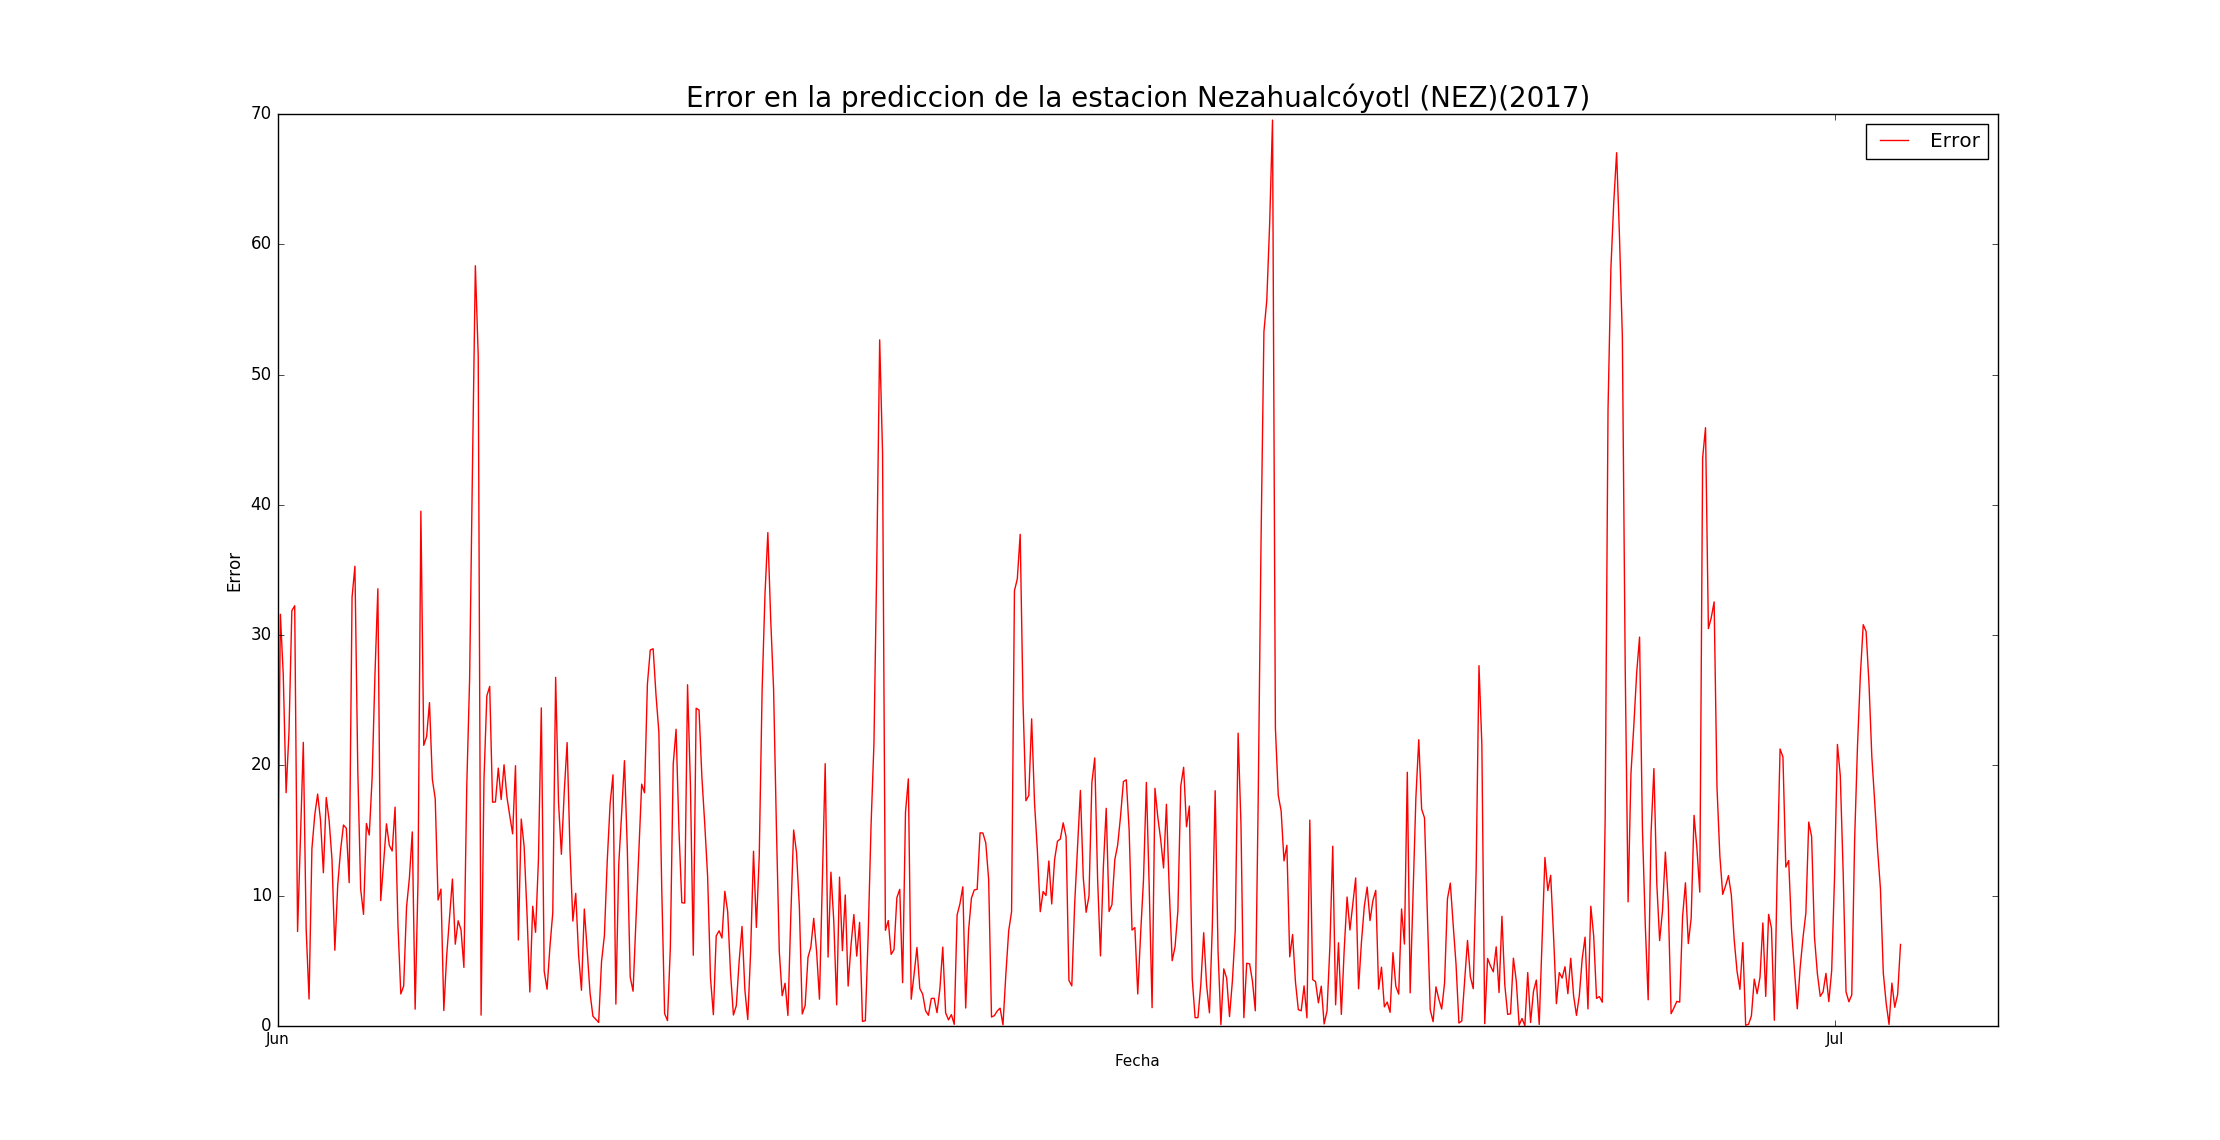 Error en la prediccion de la estacion Nezahualcóyotl (NEZ)(2017)
70
Error
60
50
40
Error
30
20
10
0
Jun
Jul
Fecha